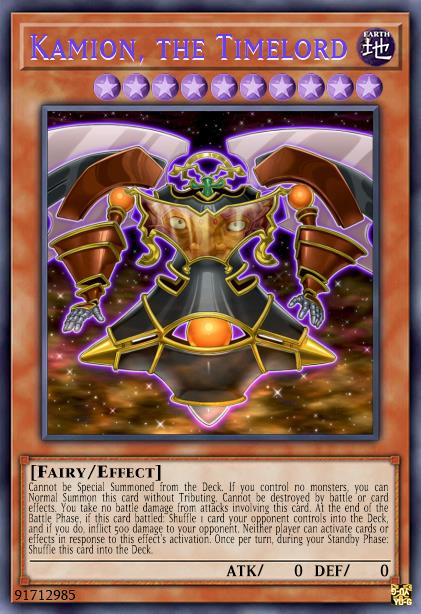 KAMION, THE TIMELORD
EARTH
地
[FAIRY/EFFECT]
Cannot be Special Summoned from the Deck. If you control no monsters, you can
Normal Summon this card without Tributing. Cannot be destroyed by battle or card
effects. You take no battle damage from attacks involving this card. At the end of the
Battle Phase, if this card battled: Shuffle 1 card your opponent controls into the Deck,
and if you do, inflict 500 damage to your opponent. Neither player can activate cards or
effects in response to this effect's activation. Once per turn, during your Standby Phase:
Shuffle this card into the Deck.
ATK/ 0 DEF/ 0
91712985